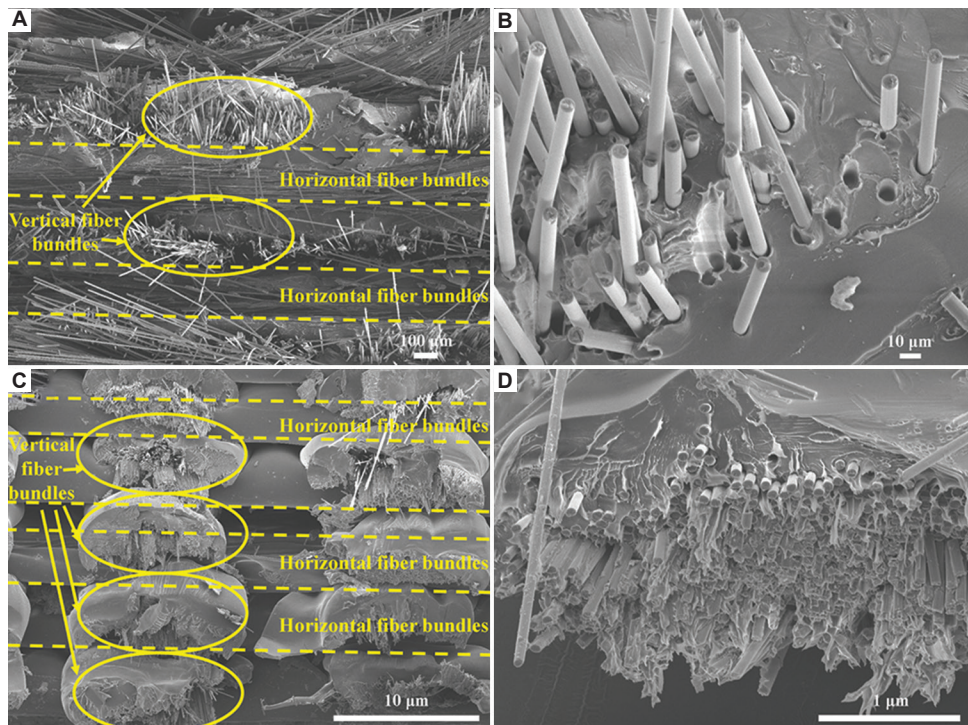 A
Horizontal fiber bundles
Vertical fiber
bundles
Horizontal fiber bundles
100 μm
B
10 μm
C
Horizontal fiber bundles
Vertical
fiber
bundles
Horizontal fiber bundles
Horizontal fiber bundles
10 μm
D
1 μm